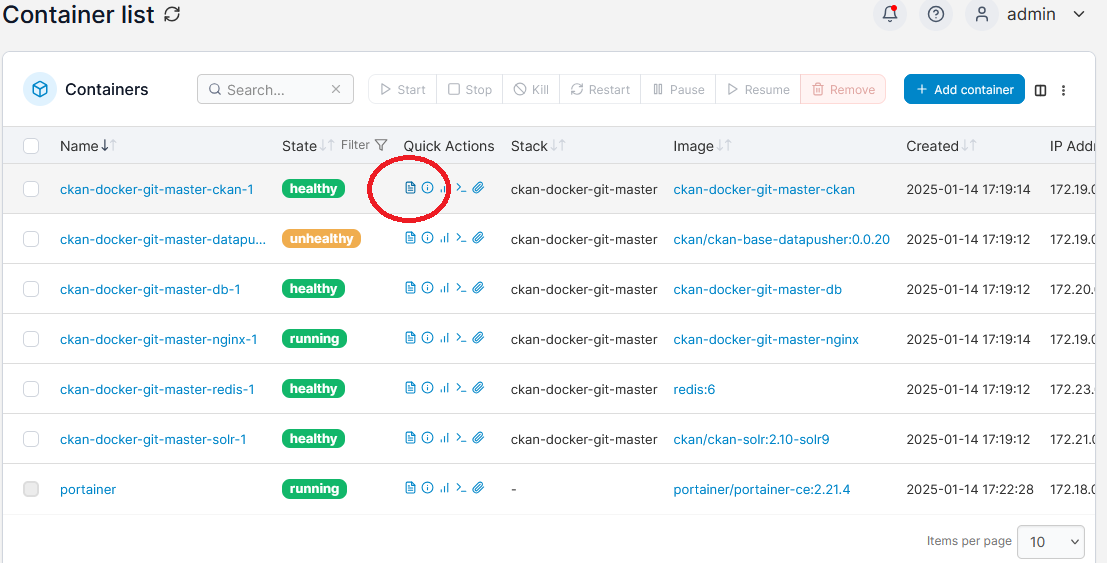 Container list
admin
Containers
Search...
Start
Stop
Kill
Restart
Pause
Resume
Remove
+ Add container
Name State Filter Quick Actions Stack Image Created IP Addr
ckan-docker-git-master-ckan-1 healthy ckan-docker-git-master ckan-docker-git-master-ckan 2025-01-14 17:19:14 172.19.0
ckan-docker-git-master-datapu... unhealthy ckan-docker-git-master ckan/ckan-base-datapusher:0.0.20 2025-01-14 17:19:12 172.19.0
ckan-docker-git-master-db-1 healthy ckan-docker-git-master ckan-docker-git-master-db 2025-01-14 17:19:12 172.20.
ckan-docker-git-master-nginx-1 running ckan-docker-git-master ckan-docker-git-master-nginx 2025-01-14 17:19:14 172.19.0
ckan-docker-git-master-redis-1 healthy ckan-docker-git-master redis:6 2025-01-14 17:19:12 172.23.
ckan-docker-git-master-solr-1 healthy ckan-docker-git-master ckan/ckan-solr:2.10-solr9 2025-01-14 17:19:12 172.21.0
portainer running - portainer/portainer-ce:2.21.4 2025-01-14 17:22:28 172.18.0
Items per page 10